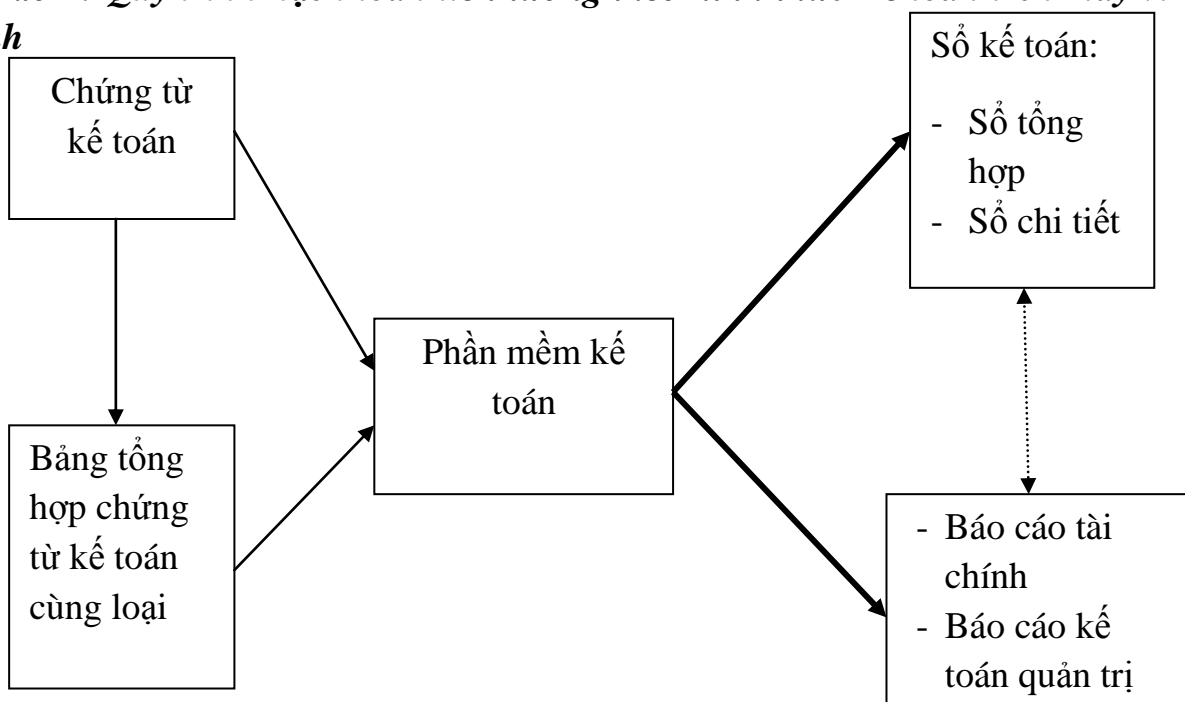 nh
Chứng từ
kế toán
Sổ kế toán:
- Sổ tổng
hợp
- Sổ chi tiết
Phần mềm kế
toán
Bảng tổng
hợp chứng
từ kế toán
cùng loại
- Báo cáo tài
chính
- Báo cáo kế
toán quản trị